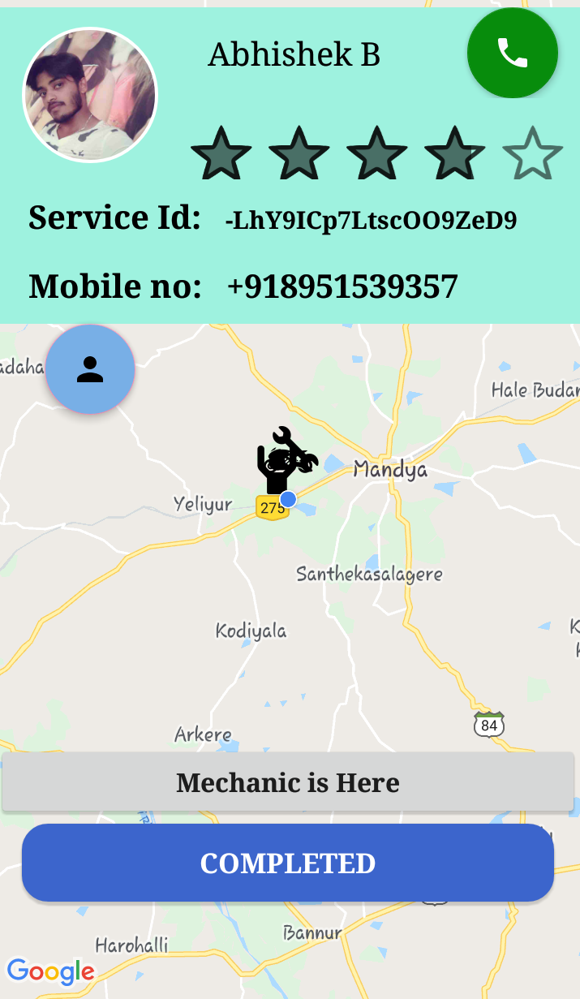 Abhishek B
Service Id: -LhY9ICp7LtscOO9ZeD9
Mobile no: +918951539357
adaha
Hale Budan
Mandya
Yeliyur
275
Santhekasalagere
Kodiyala
84
Arkere
Mechanic is Here
COMPLETED
Bannur
Harohalli
Google